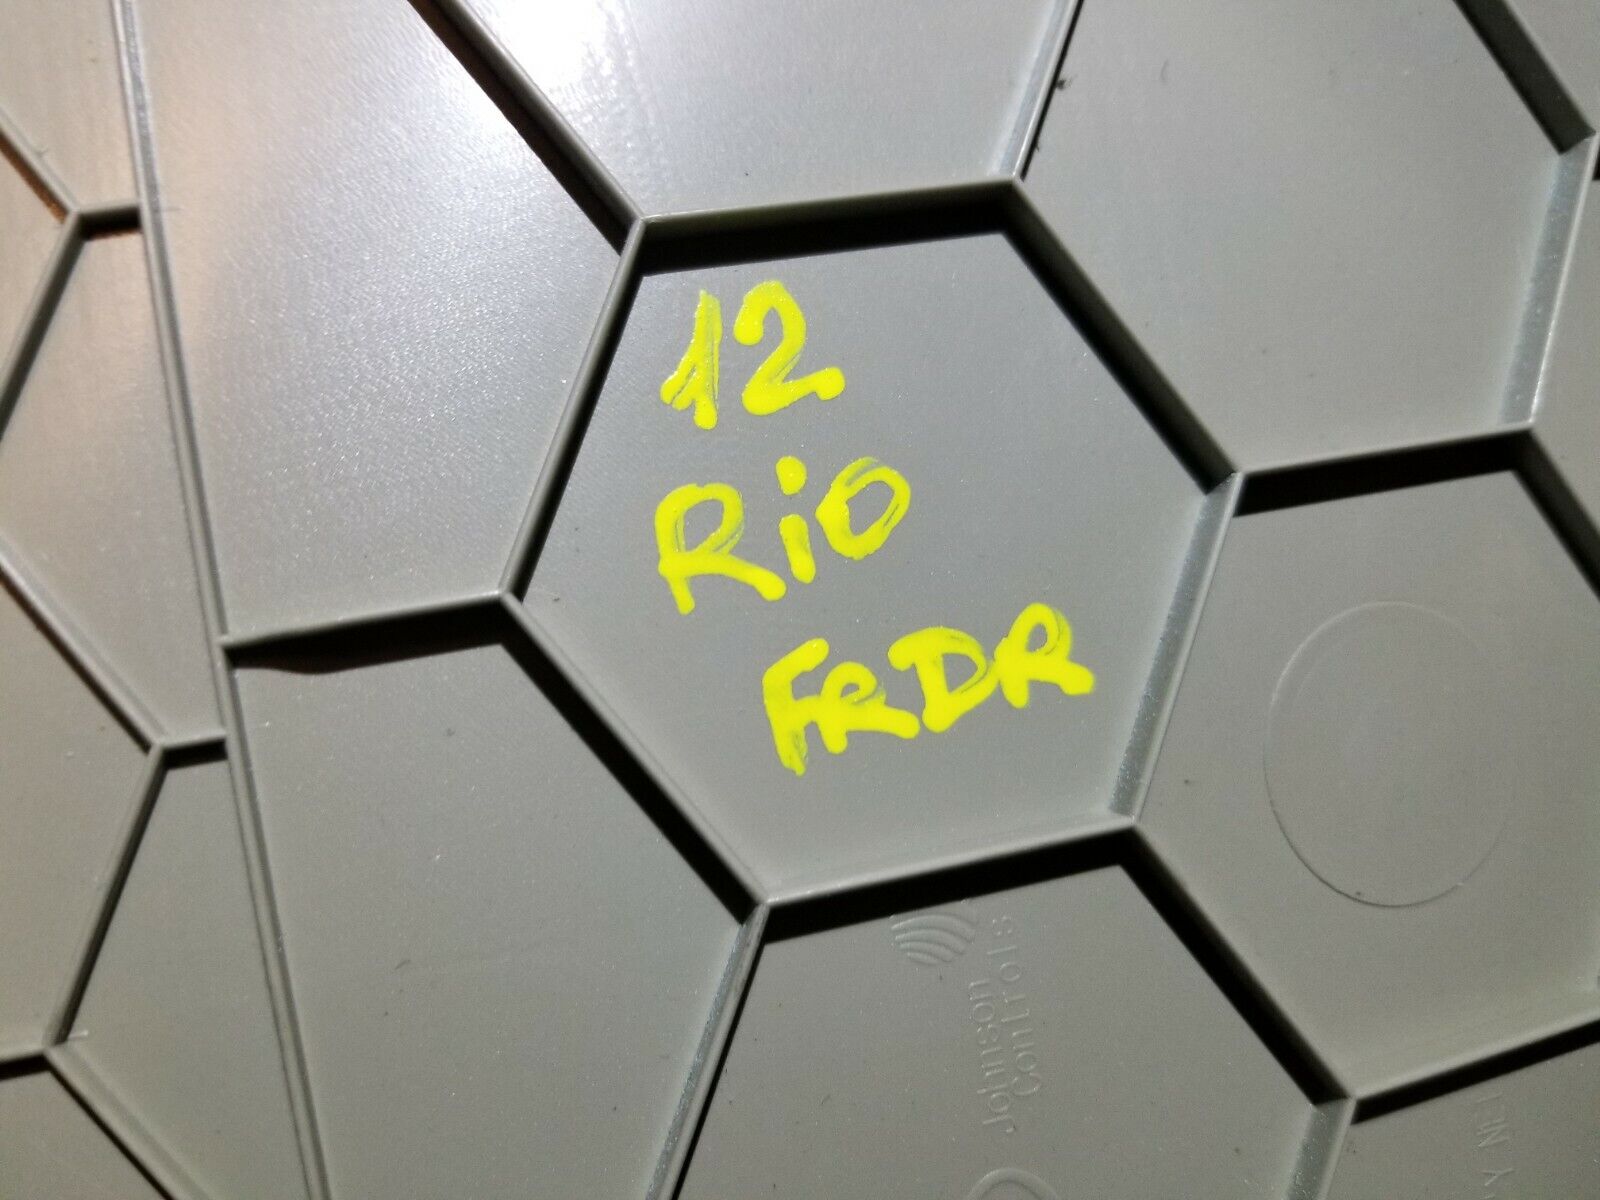 12
Rio
FRDR
Johnson
Controls